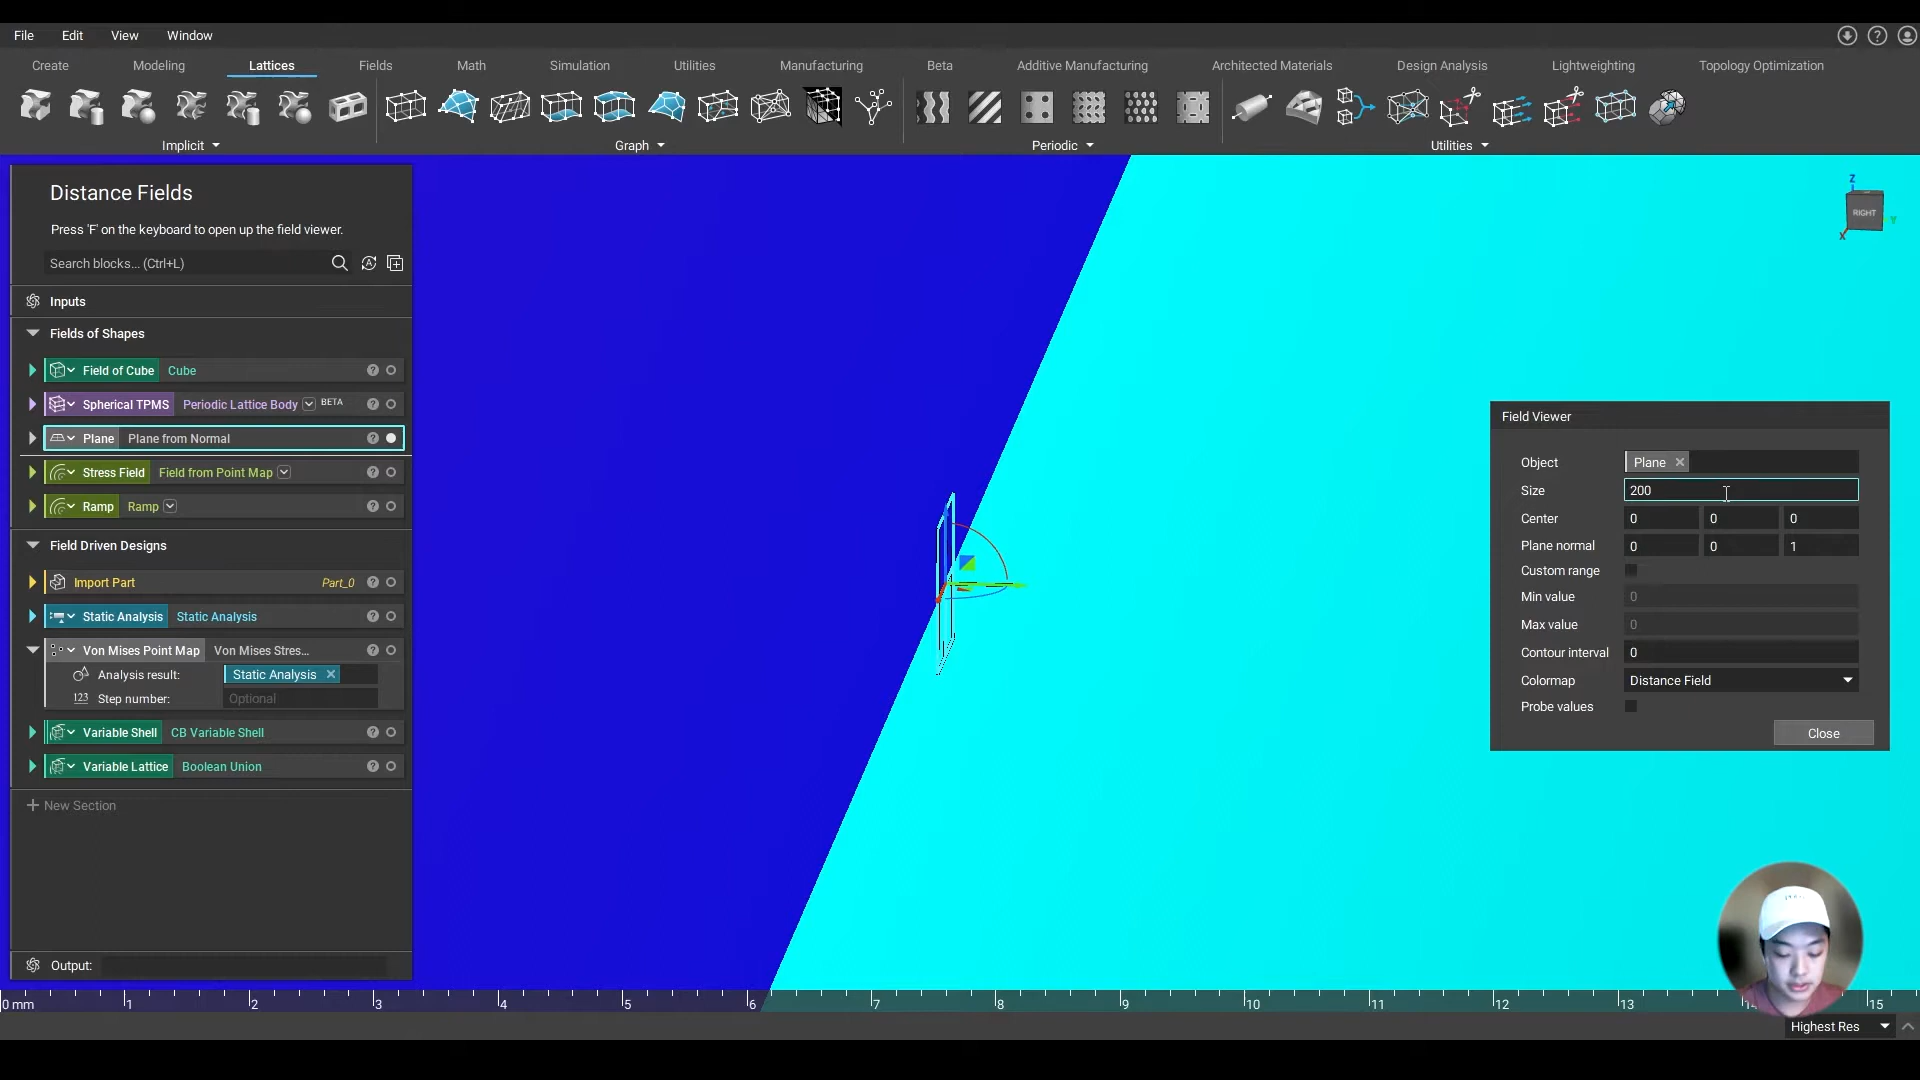 File Edit View Window
Create Modeling Lattices Fields Math Simulation Utilities Manufacturing Beta Additive Manufacturing Architected Materials Design Analysis Lightweighting Topology Optimization
Implicit Graph Periodic Utilities
Distance Fields
Press 'F' on the keyboard to open up the field viewer.
Search blocks... (Ctrl+L)
Inputs
Fields of Shapes
Field of Cube Cube
Spherical TPMS Periodic Lattice Body BETA
Plane Plane from Normal
Stress Field Field from Point Map
Ramp Ramp
Field Driven Designs
Import Part Part_0
Static Analysis Static Analysis
Von Mises Point Map Von Mises Stres...
Analysis result: Static Analysis
123 Step number: Optional
Variable Shell CB Variable Shell
Variable Lattice Boolean Union
New Section
Output:
Z
RIGHT
Y
X
Field Viewer
Object Plane
Size 200
Center 0 0 0
Plane normal 0 0 1
Custom range
Min value 0
Max value 0
Contour interval 0
Colormap Distance Field
Probe values
Close
0 mm 1 2 3 4 5 6 7 8 9 10 11 12 13 15
Highest Res